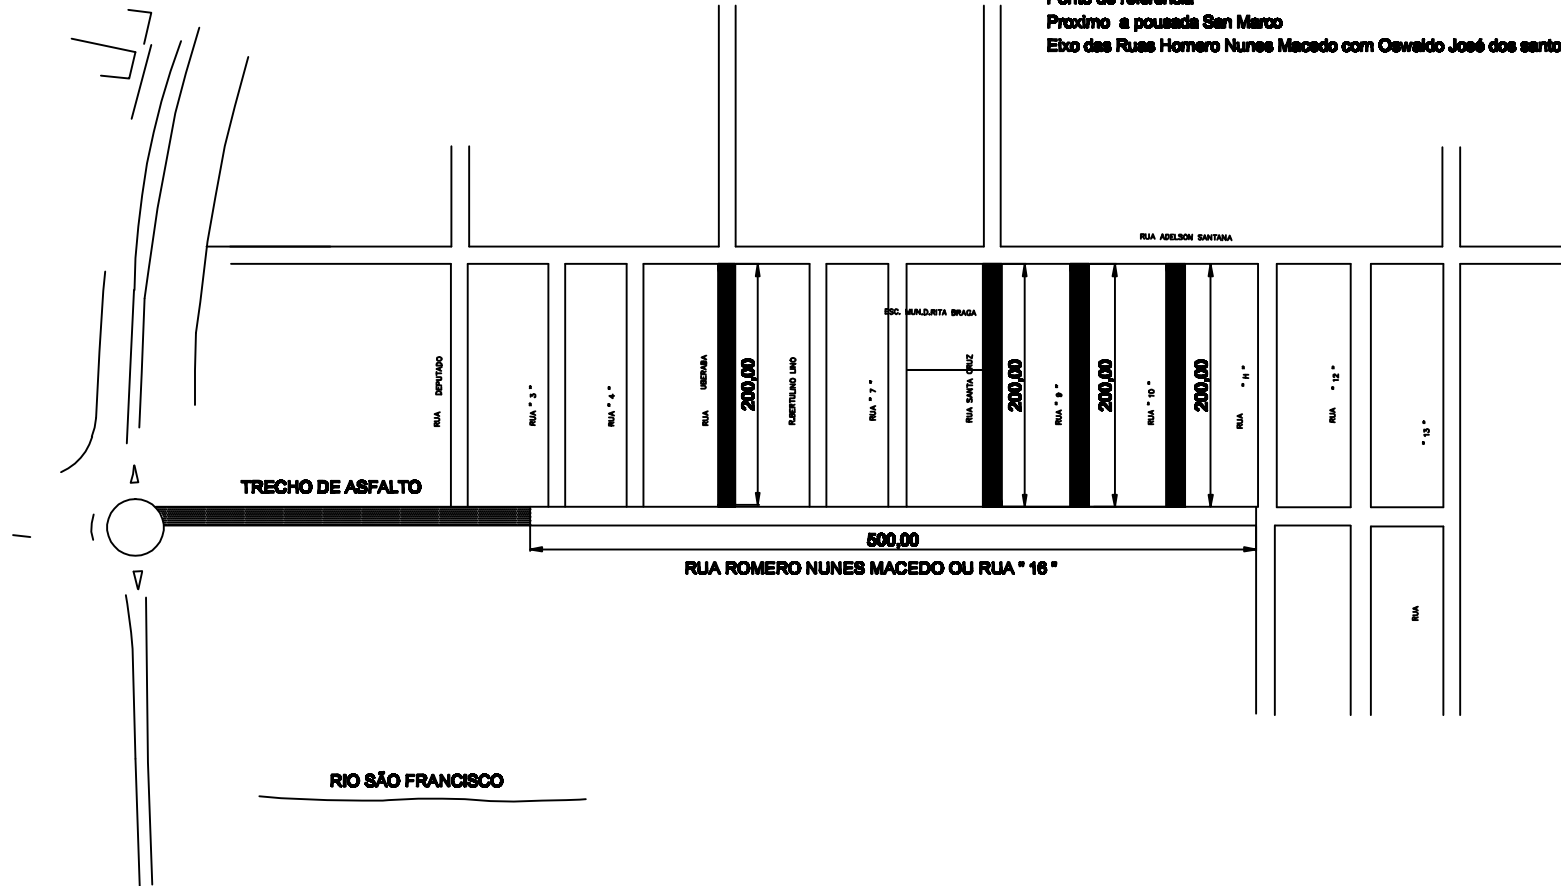 Ponto de referência
Proximo a pousada San Marco
Eixo das Ruas Homero Nunes Macedo com Oswaldo José dos santo
RUA ADELSON SANTANA
ESC. MUN.D.RITA BRAGA
RUA DEPUTADO
RUA " 3 "
RUA " 4 "
RUA UBERABA
200,00
R.BERTULINO LINO
RUA " 7 "
RUA SANTA CRUZ
200,00
RUA " 9 "
200,00
RUA " 10 "
200,00
RUA " H "
RUA " 12 "
" 13 "
RUA
TRECHO DE ASFALTO
500,00
RUA ROMERO NUNES MACEDO OU RUA " 16 "
RIO SÃO FRANCISCO